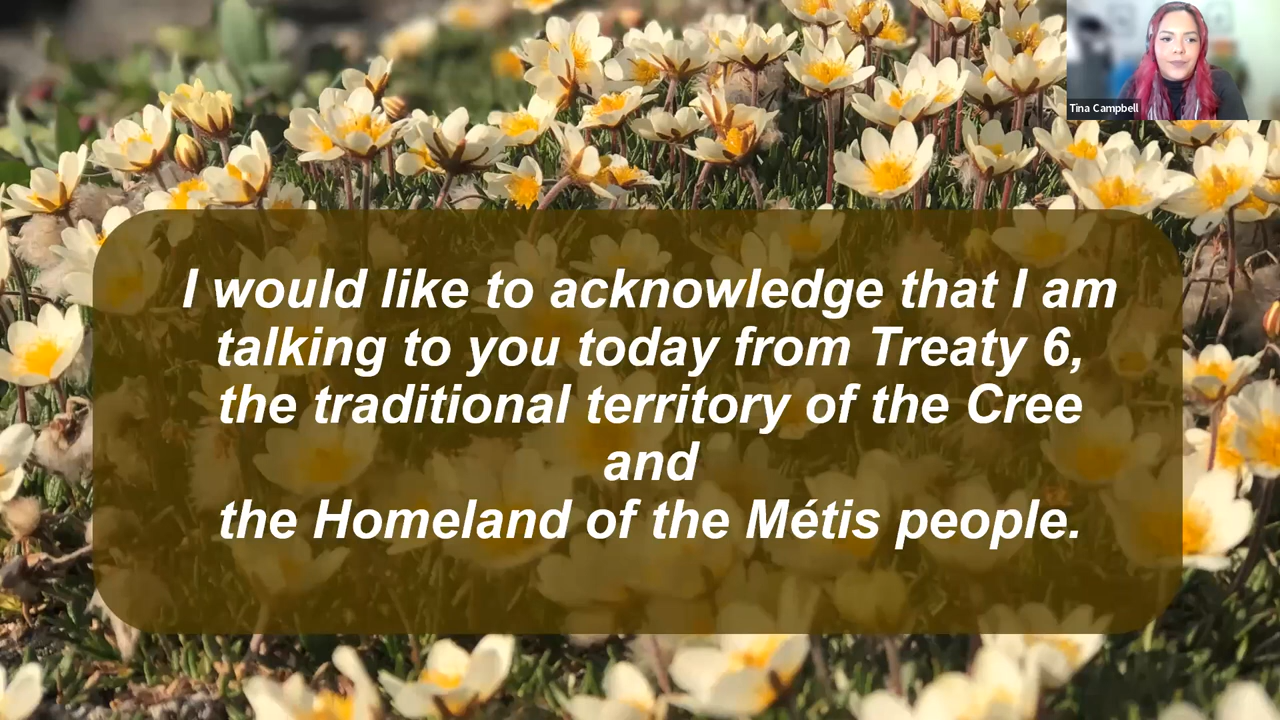 Tina Campbell
I would like to acknowledge that I am
talking to you today from Treaty 6,
the traditional territory of the Cree
and
the Homeland of the Métis people.